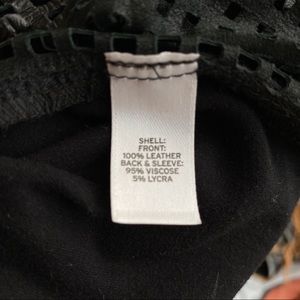 SHELL:
FRONT:
100% LEATHER
BACK & SLEEVE:
95% VISCOSE
5% LYCRA